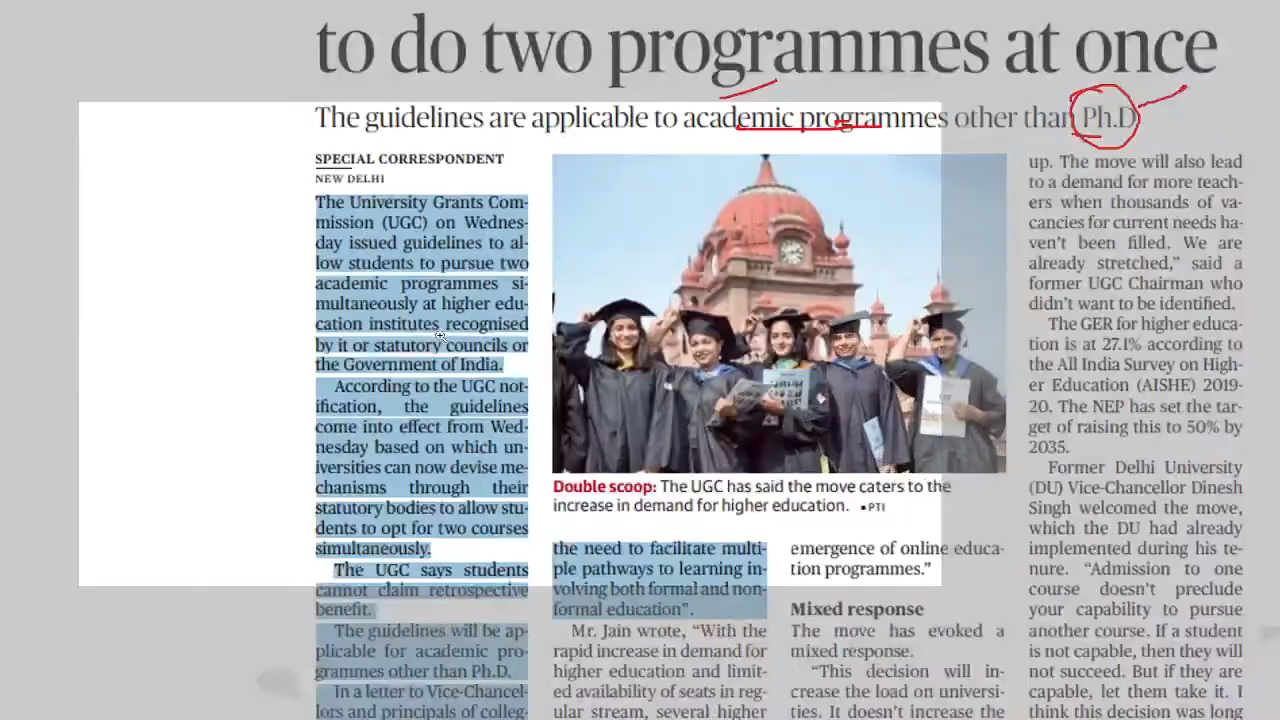 to do two programmes at once
The guidelines are applicable to academic programmes other than Ph.D
SPECIAL CORRESPONDENT
NEW DELHI
The University Grants Com-
mission (UGC) on Wednes-
day issued guidelines to al-
low students to pursue two
academic programmes si-
multaneously at higher edu-
cation institutes recognised
by it or statutory councils or
the Government of India.
According to the UGC not-
ification, the guidelines
come into effect from Wed-
nesday based on which un-
iversities can now devise me-
chanisms through their
statutory bodies to allow stu-
dents to opt for two courses
simultaneously.
The UGC says students
cannot claim retrospective
benefit.
The guidelines will be ap-
plicable for academic pro-
grammes other than Ph.D.
In a letter to Vice-Chancel-
lors and principals of colleg-
Double scoop: The UGC has said the move caters to the
increase in demand for higher education. ▪PTI
the need to facilitate multi-
ple pathways to learning in-
volving both formal and non-
formal education”.
Mr. Jain wrote, “With the
rapid increase in demand for
higher education and limit-
ed availability of seats in reg-
ular stream, several higher
emergence of online educa-
tion programmes.”
Mixed response
The move has evoked a
mixed response.
“This decision will in-
crease the load on universi-
ties. It doesn’t increase the
up. The move will also lead
to a demand for more teach-
ers when thousands of va-
cancies for current needs ha-
ven’t been filled. We are
already stretched,” said a
former UGC Chairman who
didn’t want to be identified.
The GER for higher educa-
tion is at 27.1% according to
the All India Survey on High-
er Education (AISHE) 2019-
20. The NEP has set the tar-
get of raising this to 50% by
2035.
Former Delhi University
(DU) Vice-Chancellor Dinesh
Singh welcomed the move,
which the DU had already
implemented during his te-
nure. “Admission to one
course doesn’t preclude
your capability to pursue
another course. If a student
is not capable, then they will
not succeed. But if they are
capable, let them take it. I
think this decision was long